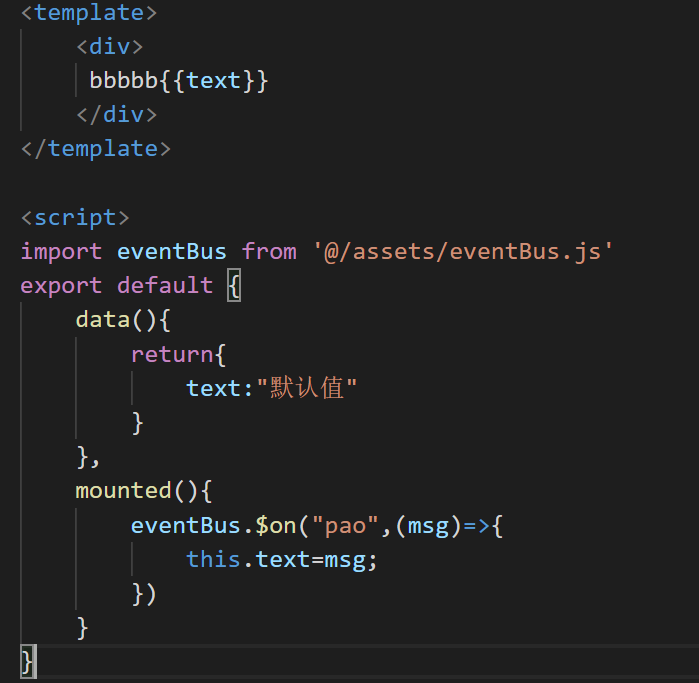 <template>
    <div>
     bbbbb{{text}}
    </div>
</template>

<script>
import eventBus from '@/assets/eventBus.js'
export default {
    data(){
        return{
            text:"默认值"
        }
    },
    mounted(){
        eventBus.$on("pao",(msg)=>{
            this.text=msg;
        })
    }
}